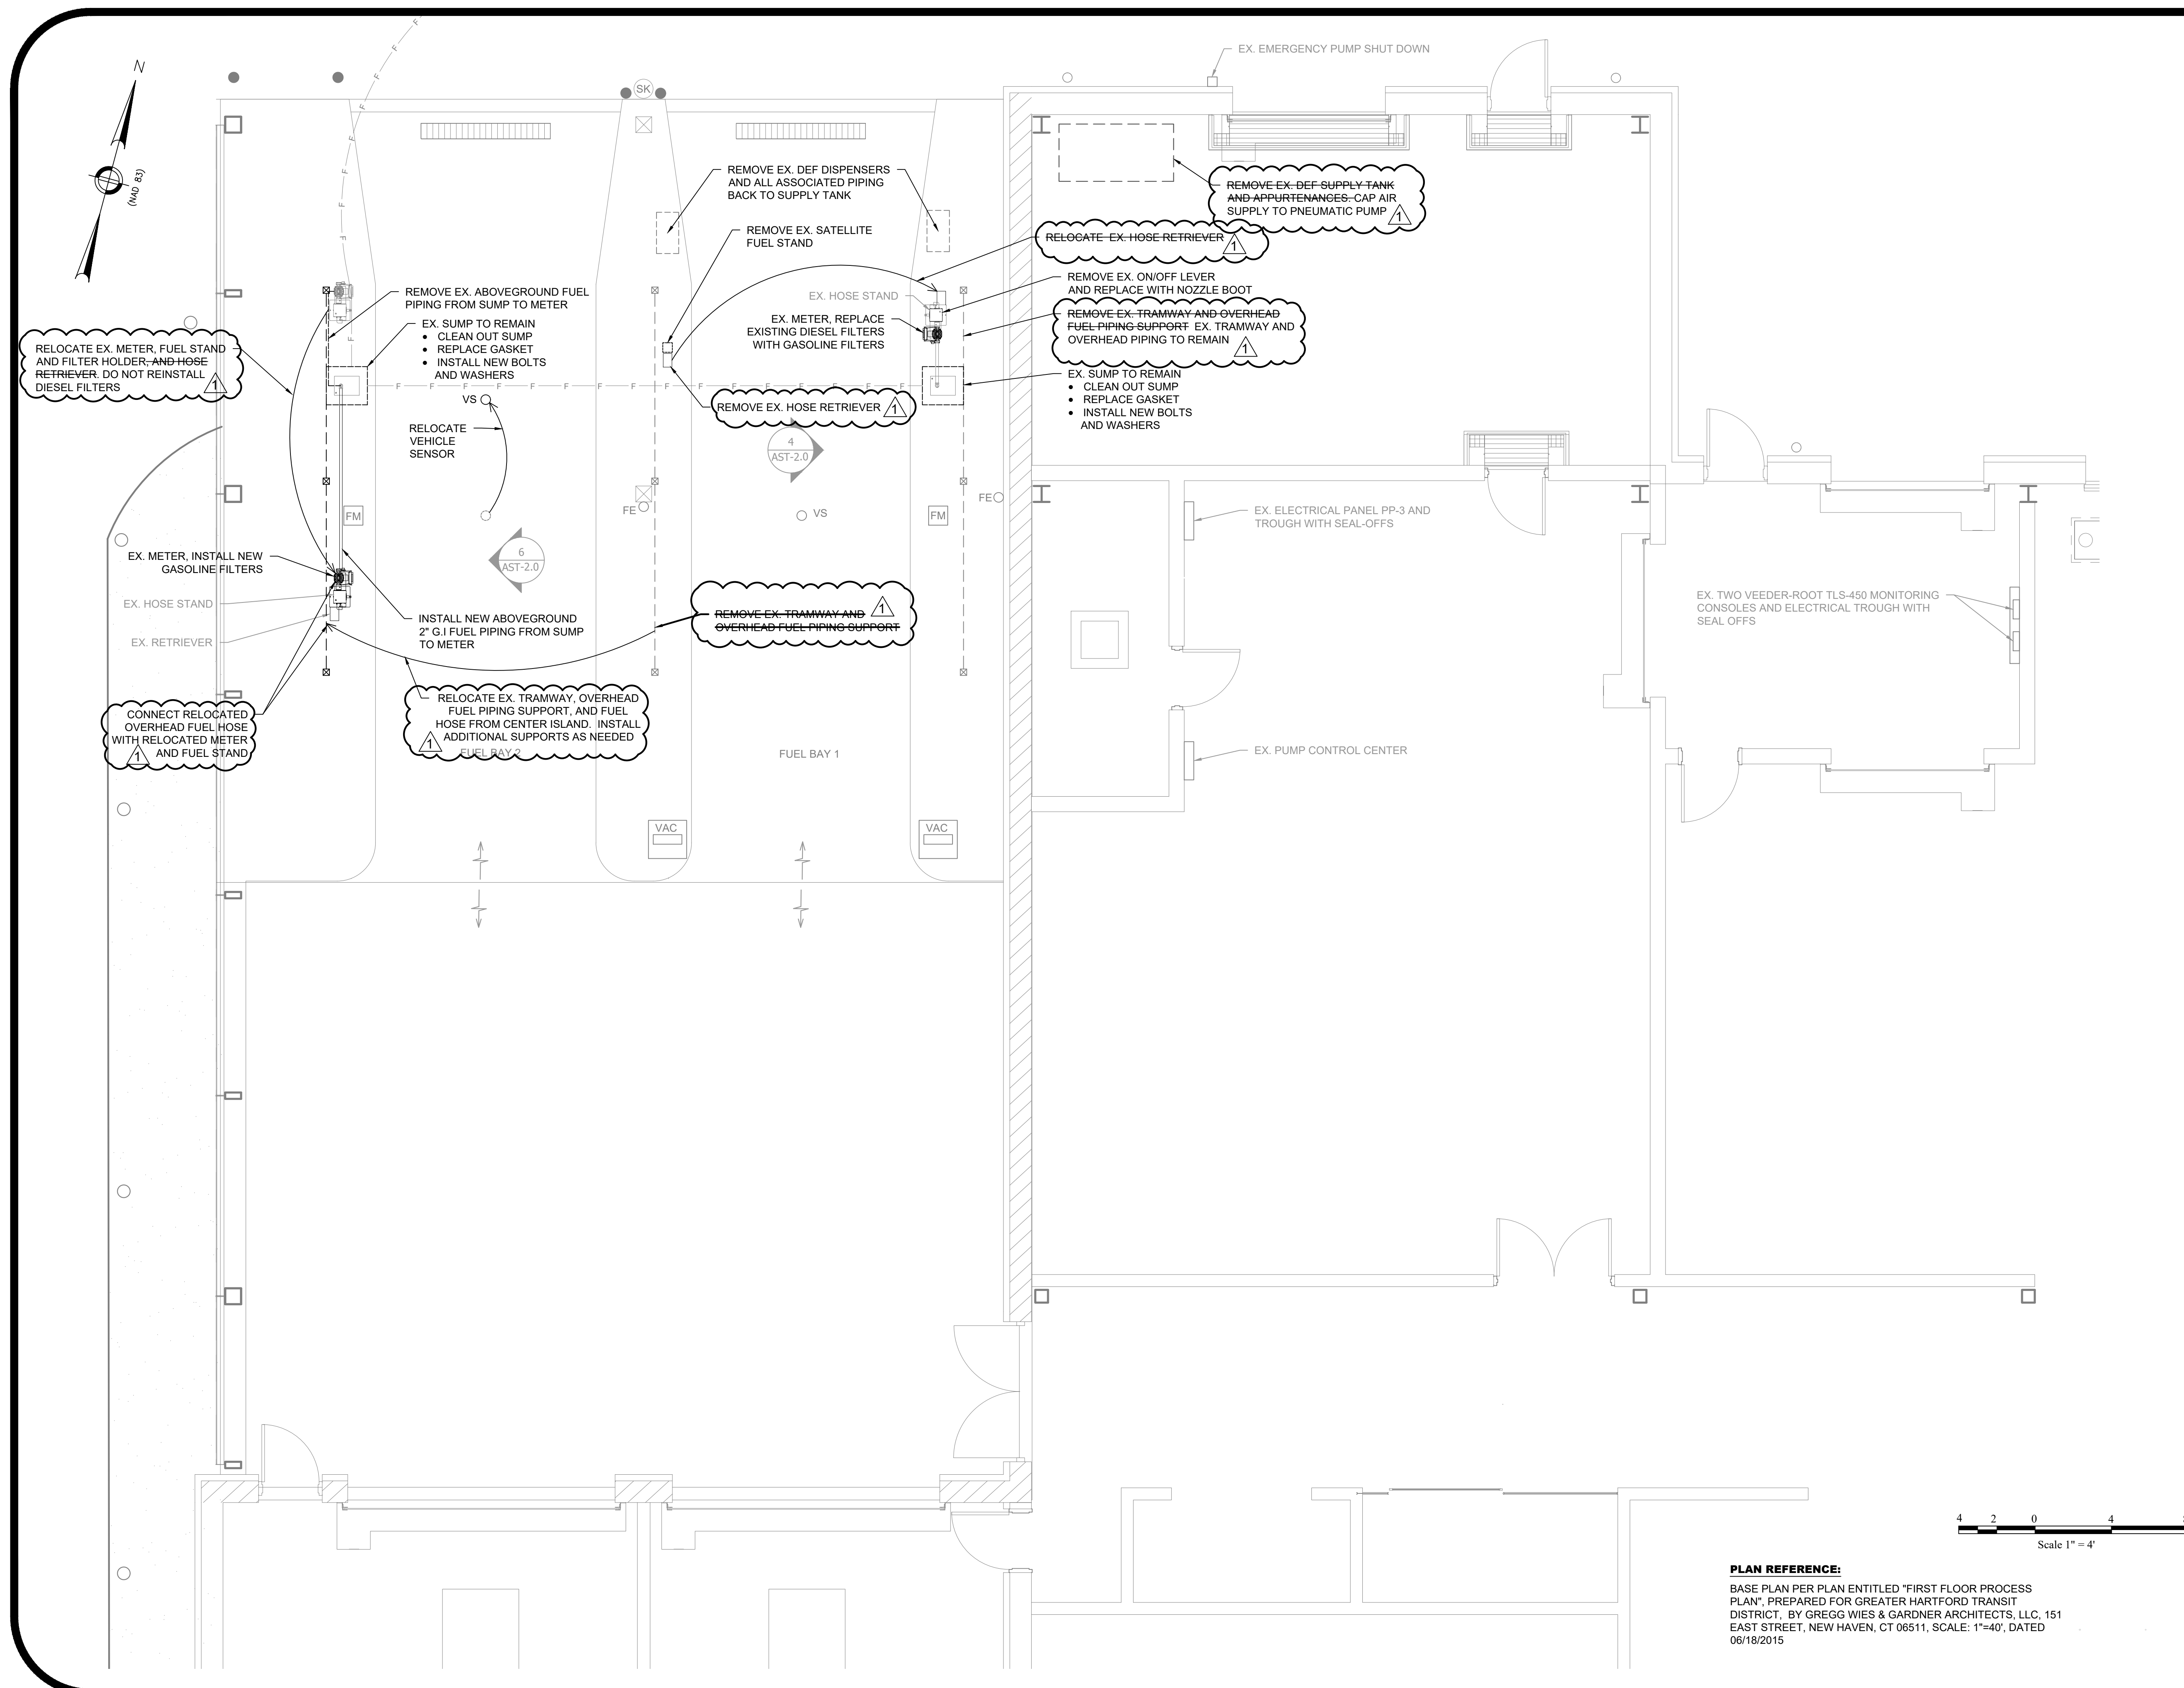 EX. EMERGENCY PUMP SHUT DOWN
N
(NAD 83)
F
F
F
F
F
F
F
F
F
SK
REMOVE EX. DEF DISPENSERS
AND ALL ASSOCIATED PIPING
BACK TO SUPPLY TANK
REMOVE EX. DEF SUPPLY TANK
AND APPURTENANCES. CAP AIR
SUPPLY TO PNEUMATIC PUMP
1
REMOVE EX. SATELLITE
FUEL STAND
RELOCATE EX. HOSE RETRIEVER
1
REMOVE EX. ON/OFF LEVER
AND REPLACE WITH NOZZLE BOOT
REMOVE EX. ABOVEGROUND FUEL
PIPING FROM SUMP TO METER
EX. HOSE STAND
EX. METER, REPLACE
EXISTING DIESEL FILTERS
WITH GASOLINE FILTERS
REMOVE EX. TRAMWAY AND OVERHEAD
FUEL PIPING SUPPORT EX. TRAMWAY AND
OVERHEAD PIPING TO REMAIN
1
EX. SUMP TO REMAIN
• CLEAN OUT SUMP
• REPLACE GASKET
• INSTALL NEW BOLTS
AND WASHERS
RELOCATE EX. METER, FUEL STAND
AND FILTER HOLDER, AND HOSE
RETRIEVER. DO NOT REINSTALL
DIESEL FILTERS
1
EX. SUMP TO REMAIN
• CLEAN OUT SUMP
• REPLACE GASKET
• INSTALL NEW BOLTS
AND WASHERS
F F F F F F F F F F F F F F F F
VS
REMOVE EX. HOSE RETRIEVER
1
RELOCATE
VEHICLE
SENSOR
4
AST-2.0
FE
FE
FM
VS
FM
EX. ELECTRICAL PANEL PP-3 AND
TROUGH WITH SEAL-OFFS
6
AST-2.0
EX. METER, INSTALL NEW
GASOLINE FILTERS
EX. HOSE STAND
EX. RETRIEVER
INSTALL NEW ABOVEGROUND
2" G.I FUEL PIPING FROM SUMP
TO METER
REMOVE EX. TRAMWAY AND
OVERHEAD FUEL PIPING SUPPORT
1
EX. TWO VEEDER-ROOT TLS-450 MONITORING
CONSOLES AND ELECTRICAL TROUGH WITH
SEAL OFFS
CONNECT RELOCATED
OVERHEAD FUEL HOSE
WITH RELOCATED METER
AND FUEL STAND
1
RELOCATE EX. TRAMWAY, OVERHEAD
FUEL PIPING SUPPORT, AND FUEL
HOSE FROM CENTER ISLAND. INSTALL
ADDITIONAL SUPPORTS AS NEEDED
1
FUEL BAY 2
FUEL BAY 1
EX. PUMP CONTROL CENTER
VAC
VAC
4 2 0 4
Scale 1" = 4'
PLAN REFERENCE:
BASE PLAN PER PLAN ENTITLED "FIRST FLOOR PROCESS
PLAN", PREPARED FOR GREATER HARTFORD TRANSIT
DISTRICT, BY GREGG WIES & GARDNER ARCHITECTS, LLC, 151
EAST STREET, NEW HAVEN, CT 06511, SCALE: 1"=40', DATED
06/18/2015